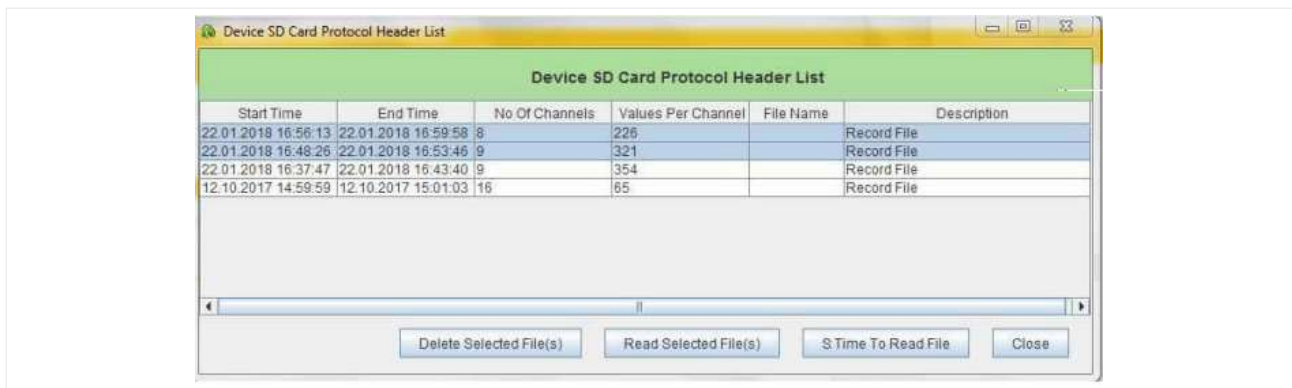 Device SD Card Protocol Header List
Device SD Card Protocol Header List
Start Time End Time No Of Channels Values Per Channel File Name Description
22.01.2018 16:56:13 22.01.2018 16:59:58 8 226 Record File
22.01.2018 16:48:26 22.01.2018 16:53:46 9 321 Record File
22.01.2018 16:37:47 22.01.2018 16:43:40 9 354 Record File
12.10.2017 14:59:59 12.10.2017 15:01:03 16 65 Record File
Delete Selected File(s) Read Selected File(s) S.Time To Read File Close